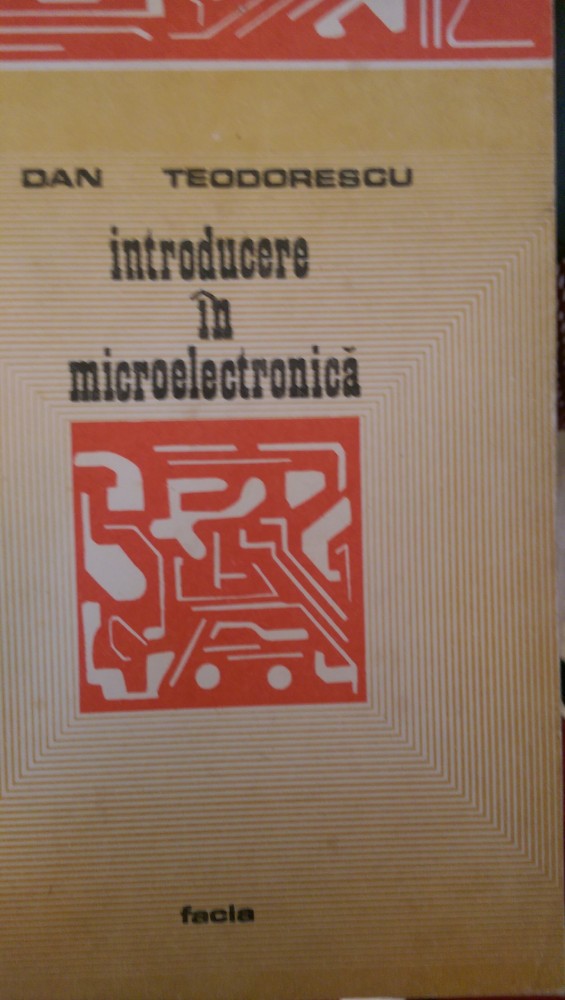 DAN TEODORESCU
introducere
în
microelectronică
facla